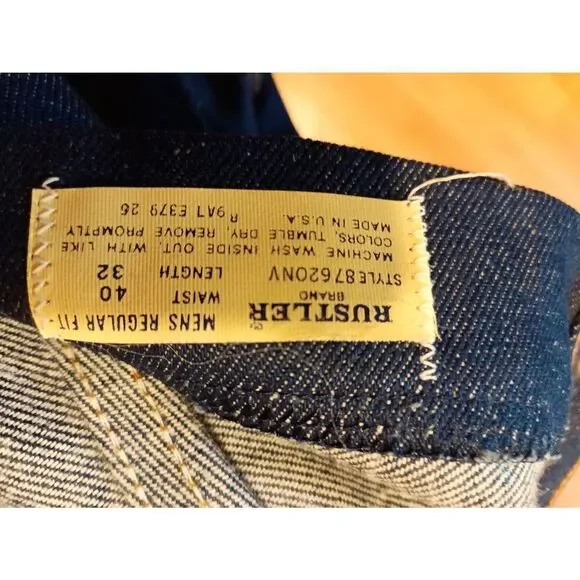 MENS REGULAR FIT
WAIST LENGTH
40 32
RUSTLER
BRAND
STYLE 87620NV
MACHINE WASH INSIDE OUT, WITH LIKE
COLORS, TUMBLE DRY, REMOVE PROMPTLY
MADE IN U.S.A.
R 9A7 E379 26